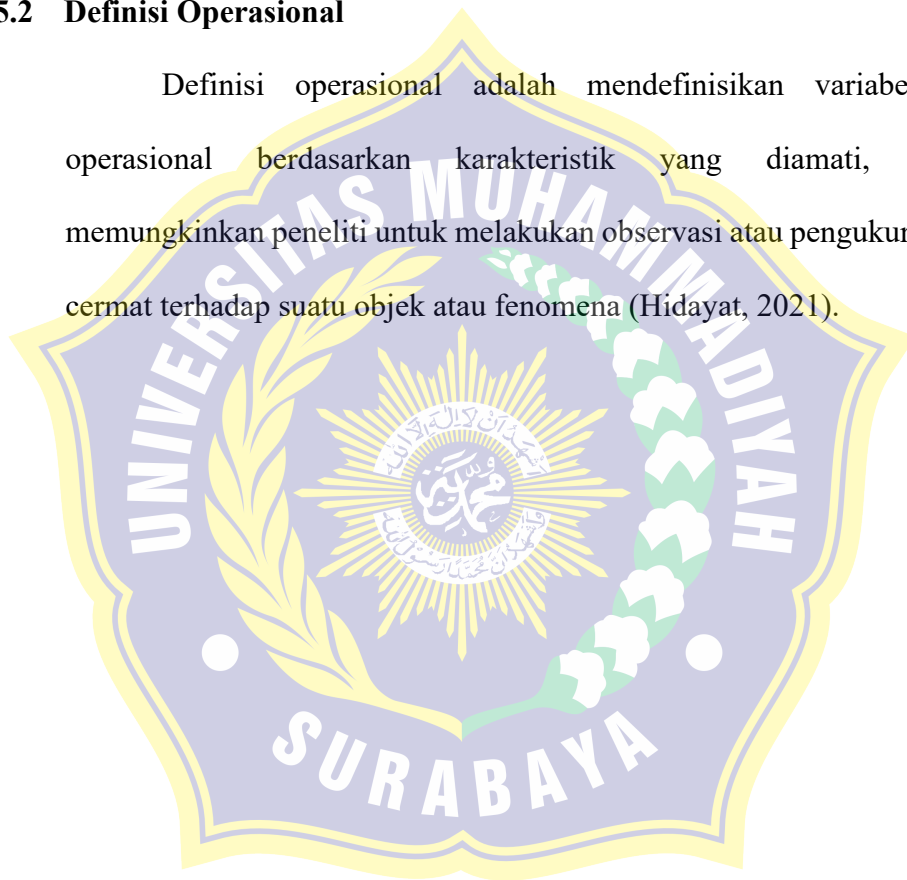 5.2 Definisi Operasional
Definisi operasional adalah mendefinisikan variabe
operasional berdasarkan karakteristik yang diamati,
memungkinkan peneliti untuk melakukan observasi atau pengukur
cermat terhadap suatu objek atau fenomena (Hidayat, 2021).
UNIVERSITAS MUHAMMADIYAH
محمد
SURABAYA